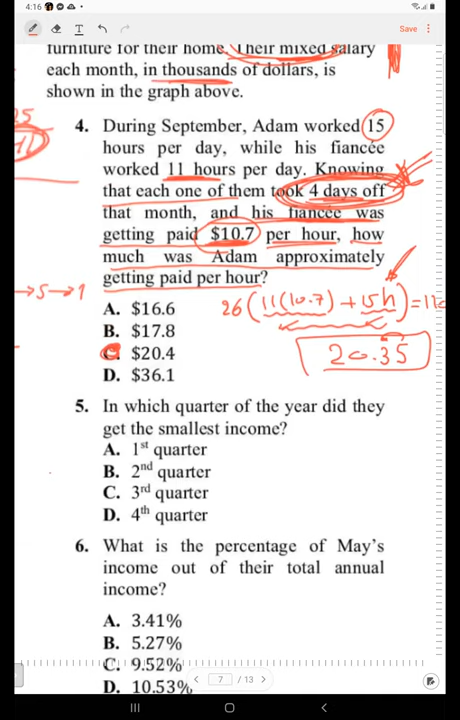 4:16
Save
furniture for their home. Their mixed salary
each month, in thousands of dollars, is
shown in the graph above.
4. During September, Adam worked 15
hours per day, while his fiancée
worked 11 hours per day. Knowing
that each one of them took 4 days off
that month, and his fiancée was
getting paid $10.7 per hour, how
much was Adam approximately
getting paid per hour?
→5→1
A. $16.6
26(11(10.7)+15h)=11
B. $17.8
C. $20.4
20.35
D. $36.1
5. In which quarter of the year did they
get the smallest income?
A. 1st quarter
B. 2nd quarter
C. 3rd quarter
D. 4th quarter
6. What is the percentage of May's
income out of their total annual
income?
A. 3.41%
B. 5.27%
C. 9.52%
D. 10.53%
< 7 / 13 >